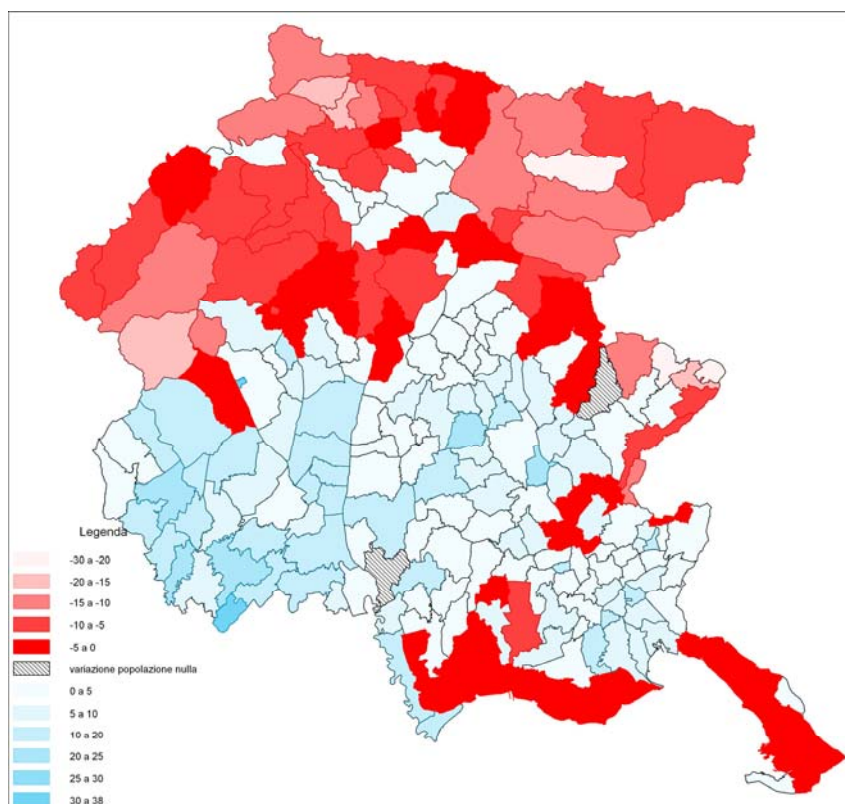 Legenda
-30 a -20
-20 a -15
-15 a -10
-10 a -5
-5 a 0
variazione popolazione nulla
0 a 5
5 a 10
10 a 20
20 a 25
25 a 30
30 a 38